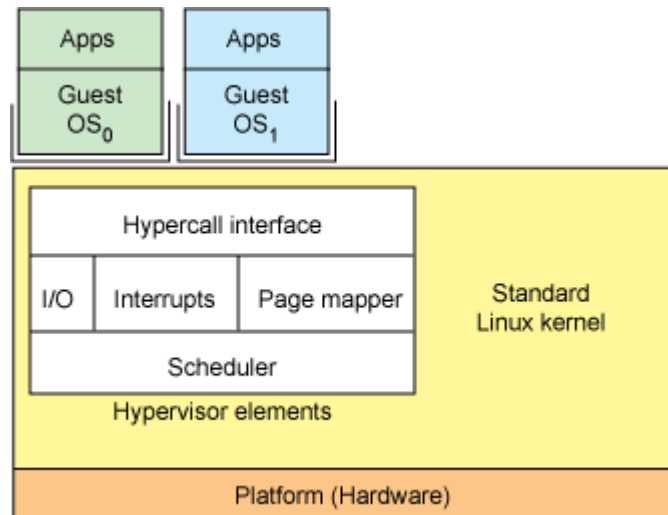 Apps
Guest
OS0
Apps
Guest
OS1
Hypercall interface
I/O
Interrupts
Page mapper
Scheduler
Hypervisor elements
Standard
Linux kernel
Platform (Hardware)